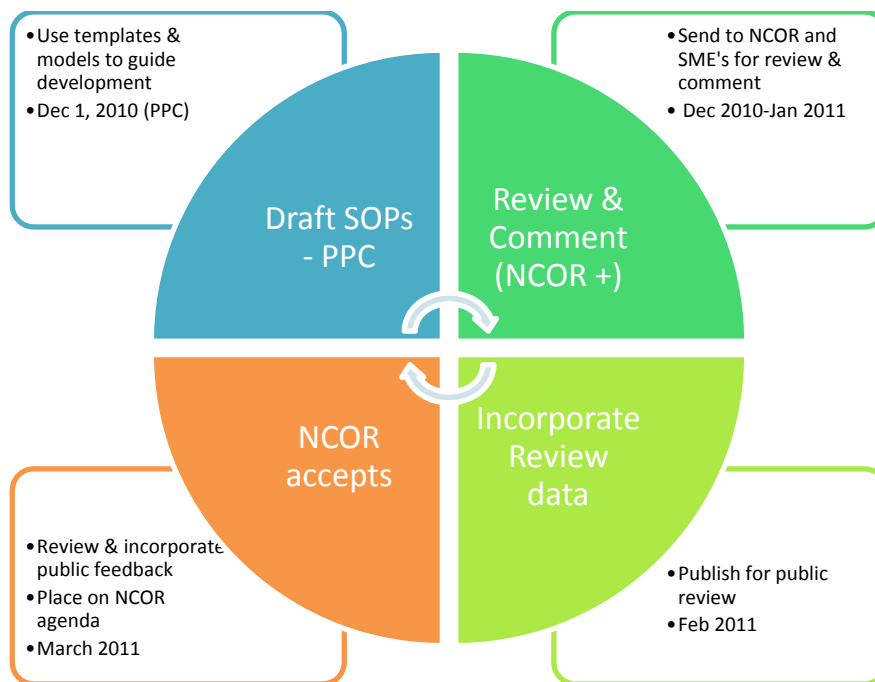 •Use templates &
models to guide
development
•Dec 1, 2010 (PPC)
•Send to NCOR and
SME's for review &
comment
• Dec 2010-Jan 2011
Draft SOPs
- PPC
Review &
Comment
(NCOR +)
NCOR
accepts
Incorporate
Review
data
•Review & incorporate
public feedback
•Place on NCOR
agenda
•March 2011
•Publish for public
review
•Feb 2011